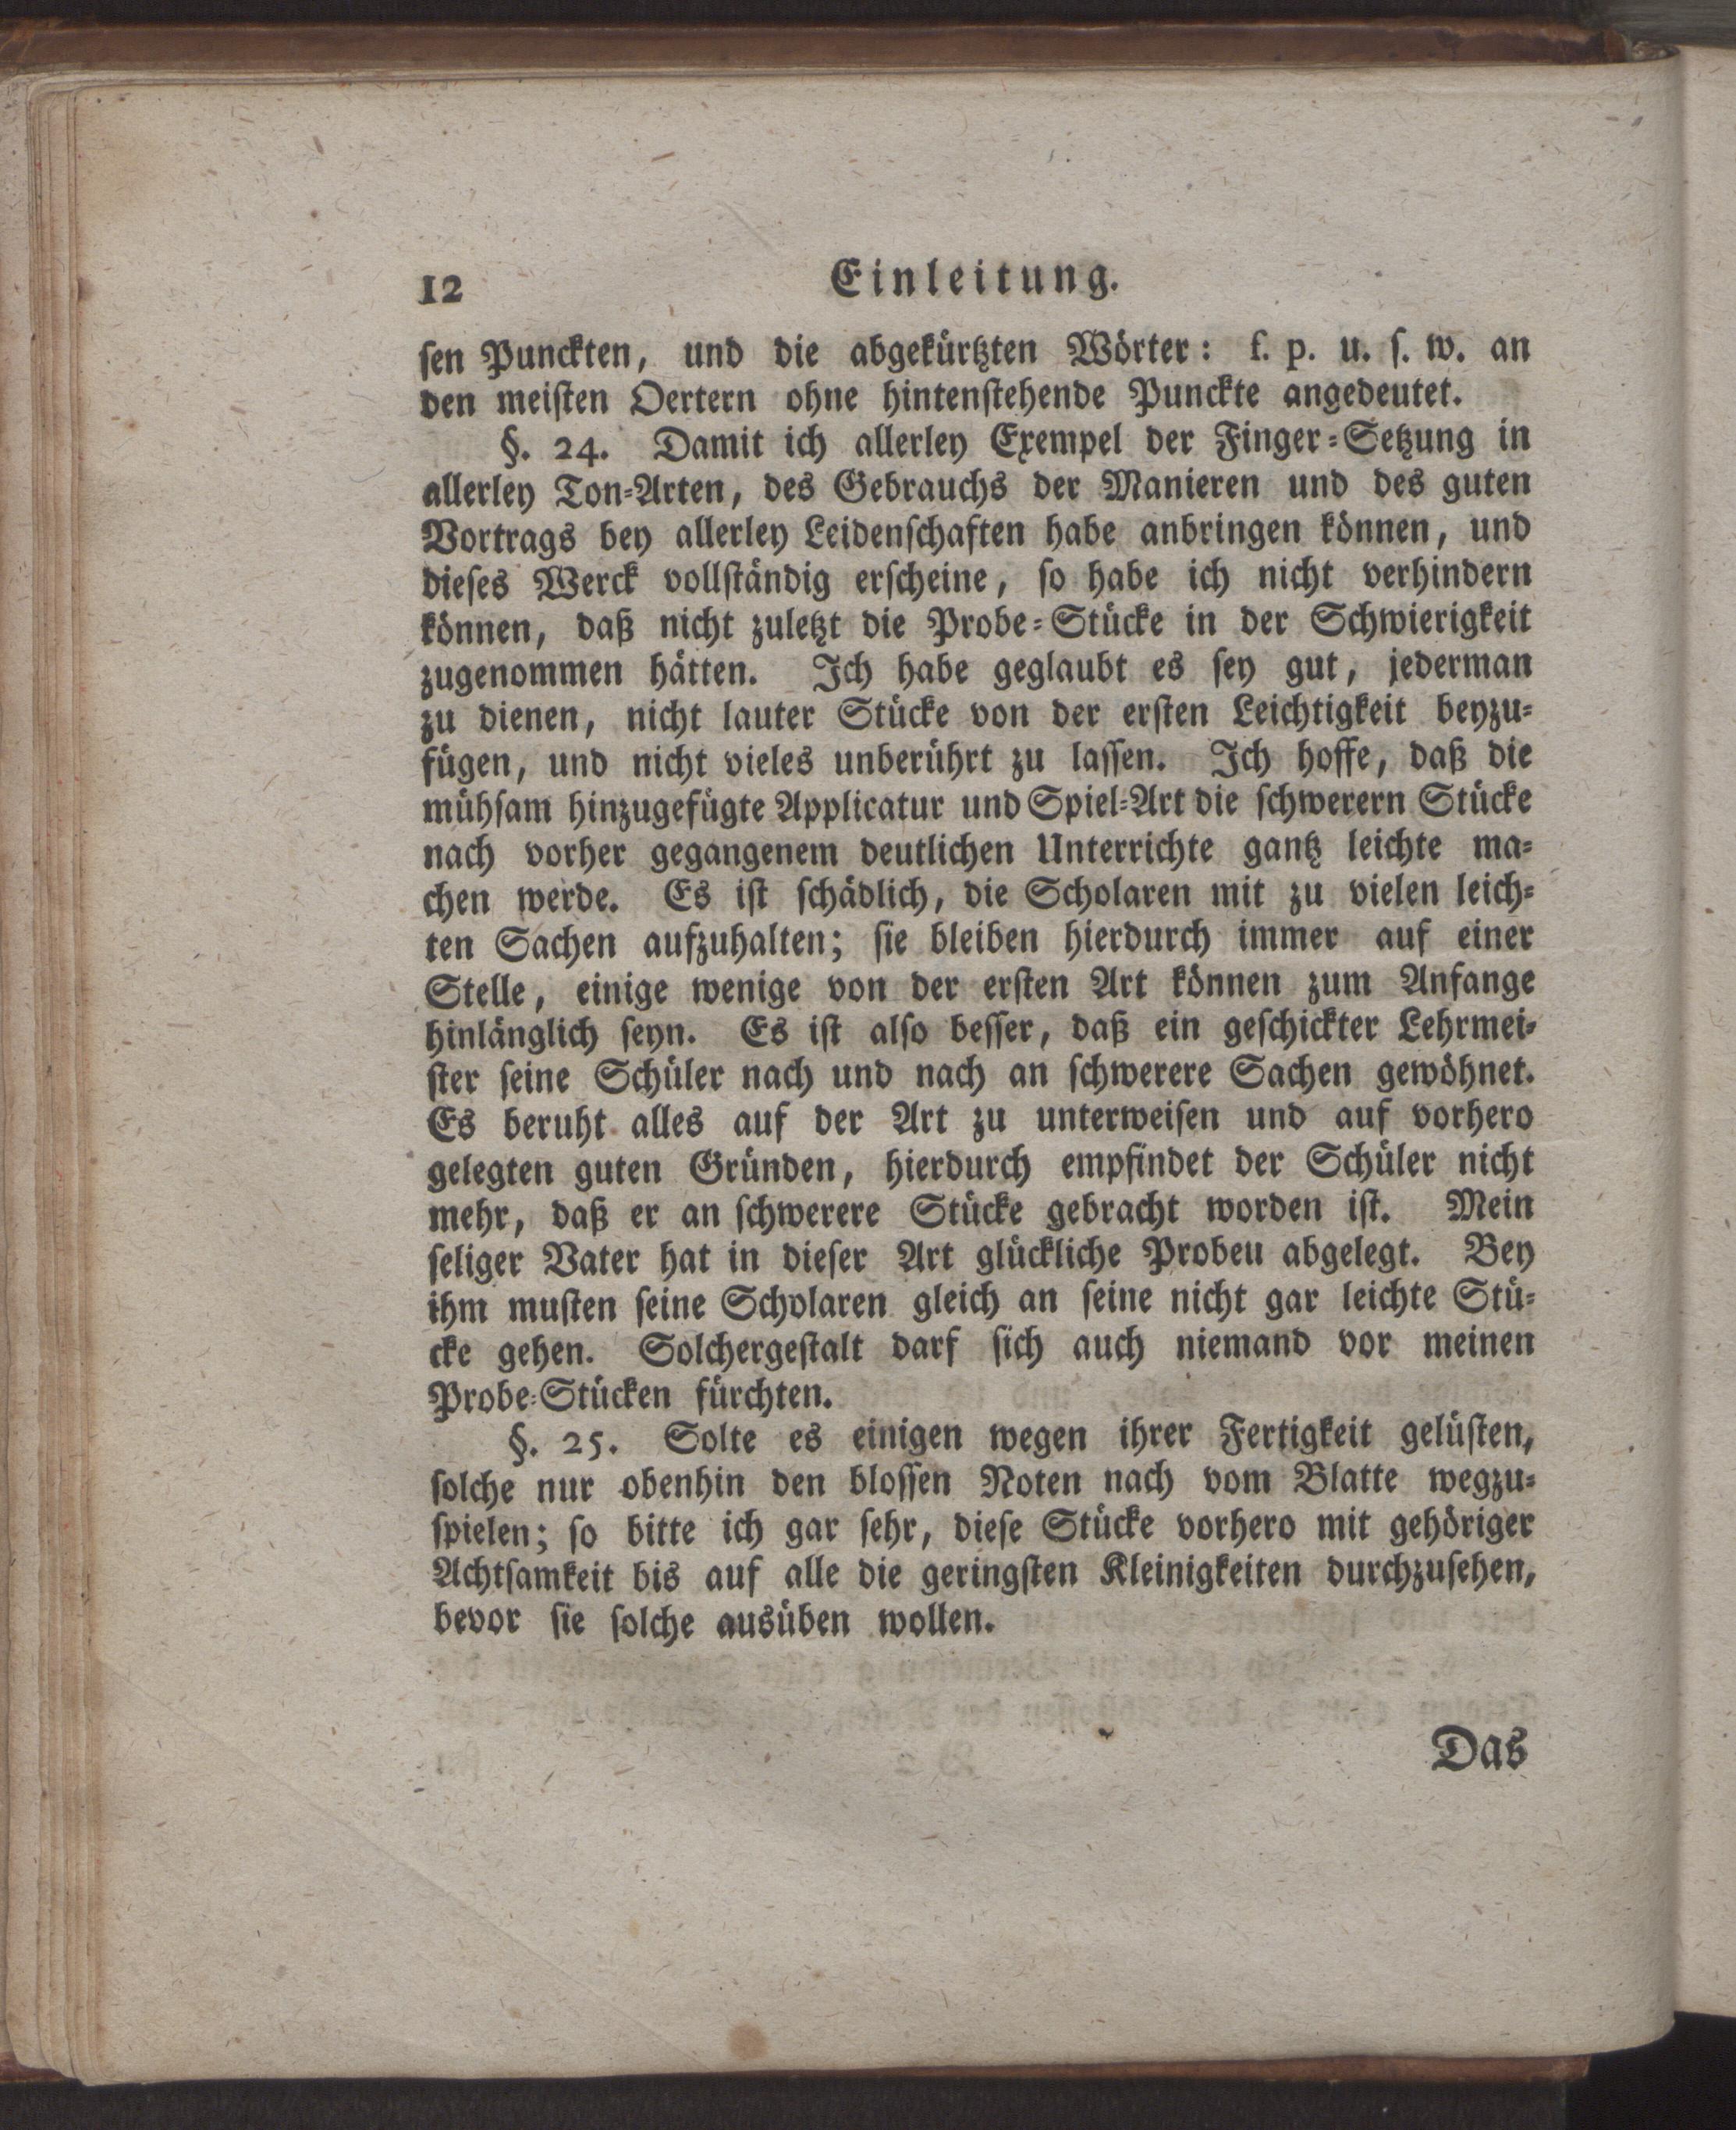 12 Einleitung.
sen Punckten, und die abgekürtzten Wörter: f. p. u. s. w. an
den meisten Oertern ohne hintenstehende Punckte angedeutet.
§. 24. Damit ich allerley Exempel der Finger-Setzung in
allerley Ton-Arten, des Gebrauchs der Manieren und des guten
Vortrags bey allerley Leidenschaften habe anbringen können, und
dieses Werck vollständig erscheine, so habe ich nicht verhindern
können, daß nicht zuletzt die Probe-Stücke in der Schwierigkeit
zugenommen hätten. Ich habe geglaubt es sey gut, jederman
zu dienen, nicht lauter Stücke von der ersten Leichtigkeit beyzu-
fügen, und nicht vieles unberührt zu lassen. Ich hoffe, daß die
mühsam hinzugefügte Applicatur und Spiel-Art die schwerern Stücke
nach vorher gegangenem deutlichen Unterrichte gantz leichte ma-
chen werde. Es ist schädlich, die Scholaren mit zu vielen leich-
ten Sachen aufzuhalten; sie bleiben hierdurch immer auf einer
Stelle, einige wenige von der ersten Art können zum Anfange
hinlänglich seyn. Es ist also besser, daß ein geschickter Lehrmei-
ster seine Schüler nach und nach an schwerere Sachen gewöhnet.
Es beruht alles auf der Art zu unterweisen und auf vorhero
gelegten guten Gründen, hierdurch empfindet der Schüler nicht
mehr, daß er an schwerere Stücke gebracht worden ist. Mein
seliger Vater hat in dieser Art glückliche Probeu abgelegt. Bey
ihm musten seine Scholaren gleich an seine nicht gar leichte Stü-
cke gehen. Solchergestalt darf sich auch niemand vor meinen
Probe-Stücken fürchten.
§. 25. Solte es einigen wegen ihrer Fertigkeit gelüsten,
solche nur obenhin den blossen Noten nach vom Blatte wegzu-
spielen; so bitte ich gar sehr, diese Stücke vorhero mit gehöriger
Achtsamkeit bis auf alle die geringsten Kleinigkeiten durchzusehen,
bevor sie solche ausüben wollen.
Das